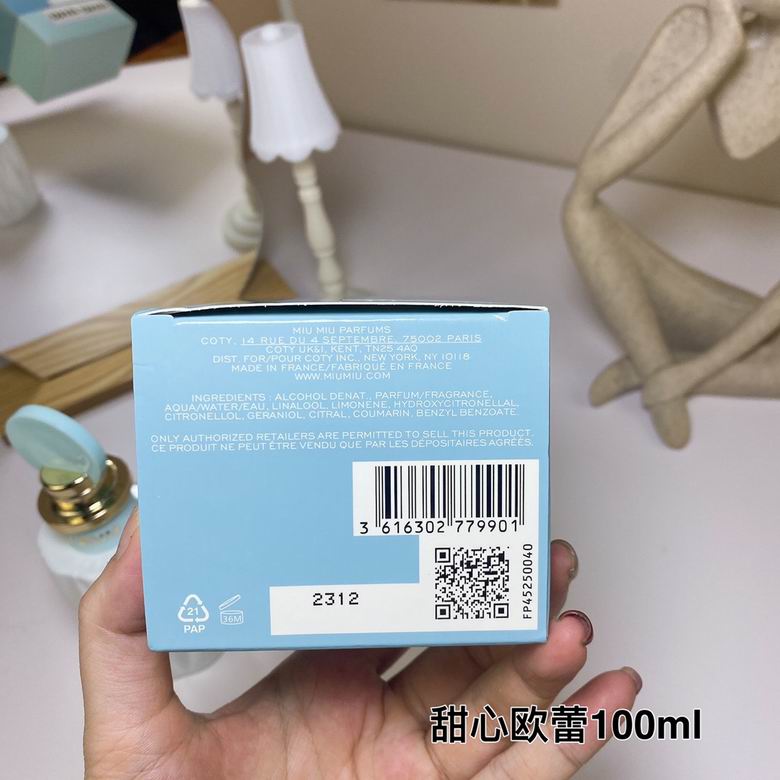 MIU MIU PARFUMS
COTY, 14 RUE DU 4 SEPTEMBRE, 75002 PARIS
COTY UK&I, KENT, TN25 4AQ
DIST. FOR/POUR COTY INC., NEW YORK, NY 10118
MADE IN FRANCE/FABRIQUÉ EN FRANCE
WWW.MIUMIU.COM
INGREDIENTS : ALCOHOL DENAT., PARFUM/FRAGRANCE,
AQUA/WATER/EAU, LINALOOL, LIMONENE, HYDROXYCITRONELLAL,
CITRONELLOL, GERANIOL, CITRAL, COUMARIN, BENZYL BENZOATE.
ONLY AUTHORIZED RETAILERS ARE PERMITTED TO SELL THIS PRODUCT.
CE PRODUIT NE PEUT ÊTRE VENDU QUE PAR LES DÉPOSITAIRES AGRÉÉS.
3 616302 779901
FP45250040
2312
21
PAP
36M
甜心欧蕾100ml